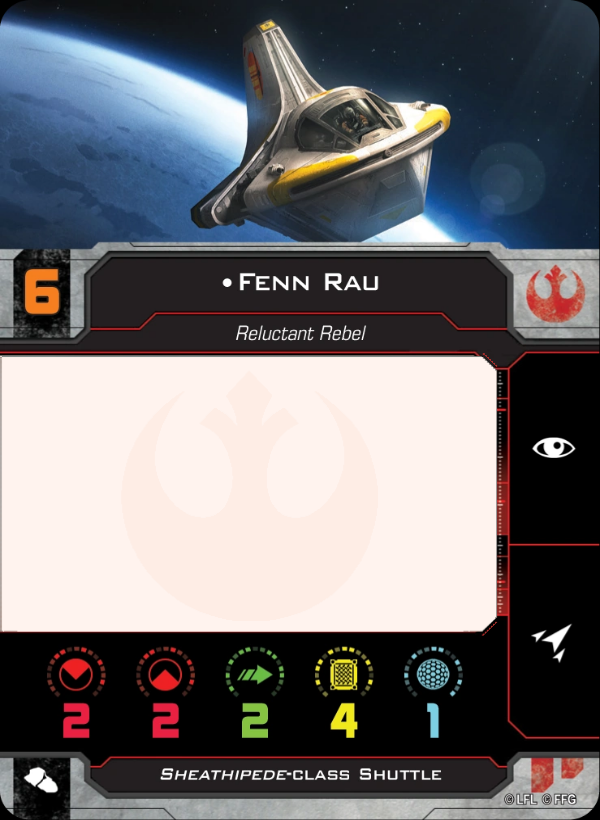 6
• Fenn Rau
Reluctant Rebel
2 2 2 4 1
Sheathipede-class Shuttle
© LFL © FFG